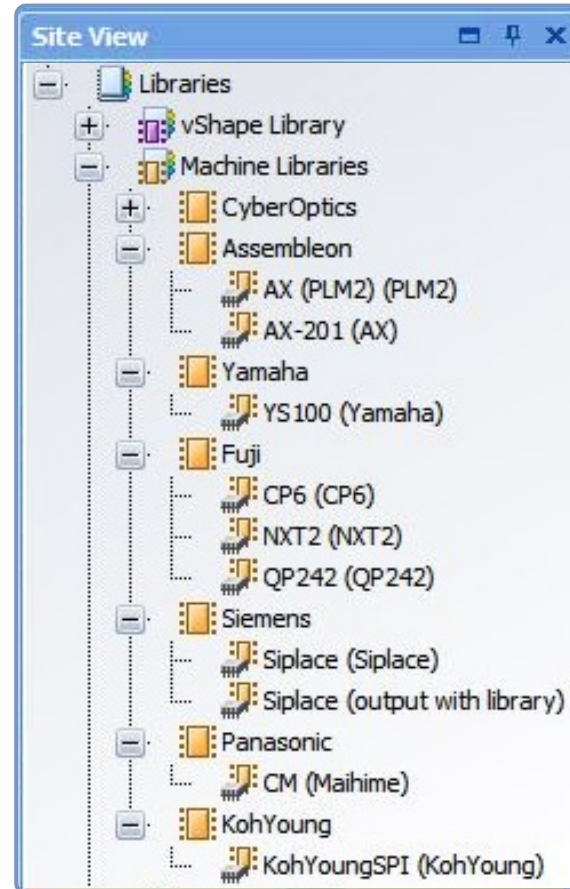 Site View
Libraries
vShape Library
Machine Libraries
CyberOptics
Assembleon
AX (PLM2) (PLM2)
AX-201 (AX)
Yamaha
YS100 (Yamaha)
Fuji
CP6 (CP6)
NXT2 (NXT2)
QP242 (QP242)
Siemens
Siplace (Siplace)
Siplace (output with library)
Panasonic
CM (Maihime)
KohYoung
KohYoungSPI (KohYoung)